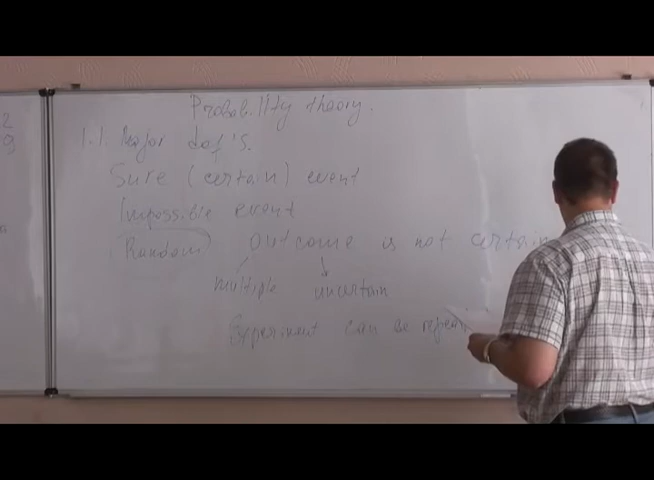 Probability theory.
1.1. Major def's.
Sure (certain) event
Impossible event
Random outcome is not certain
multiple uncertain
Experiment can be
2